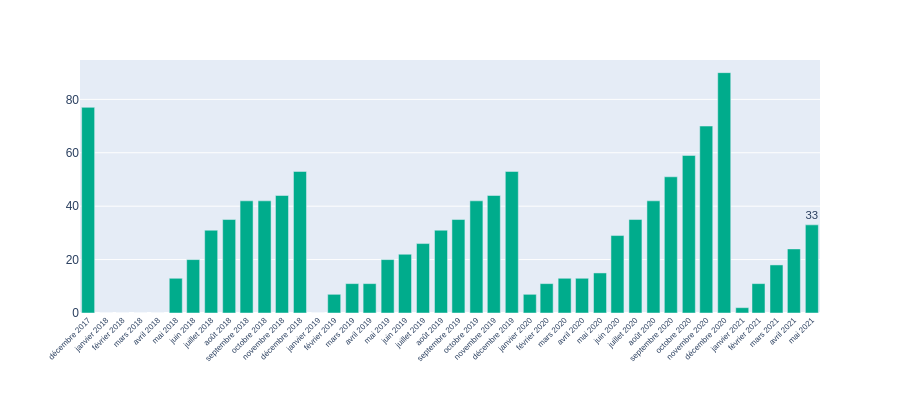 80
60
40
20
0
33
décembre 2017
janvier 2018
février 2018
mars 2018
avril 2018
mai 2018
juin 2018
juillet 2018
août 2018
septembre 2018
octobre 2018
novembre 2018
décembre 2018
janvier 2019
février 2019
mars 2019
avril 2019
mai 2019
juin 2019
juillet 2019
août 2019
septembre 2019
octobre 2019
novembre 2019
décembre 2019
janvier 2020
février 2020
mars 2020
avril 2020
mai 2020
juin 2020
juillet 2020
août 2020
septembre 2020
octobre 2020
novembre 2020
décembre 2020
janvier 2021
février 2021
mars 2021
avril 2021
mai 2021